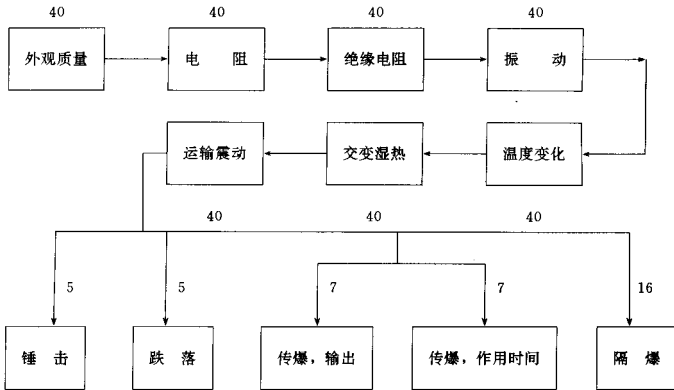 40 40 40 40
外观质量 电 阻 绝缘电阻 振 动
运输震动 交变湿热 温度变化
40 40 40
5 5 7 7 16
锤击 跌 落 传爆，输出 传爆，作用时间 隔 爆